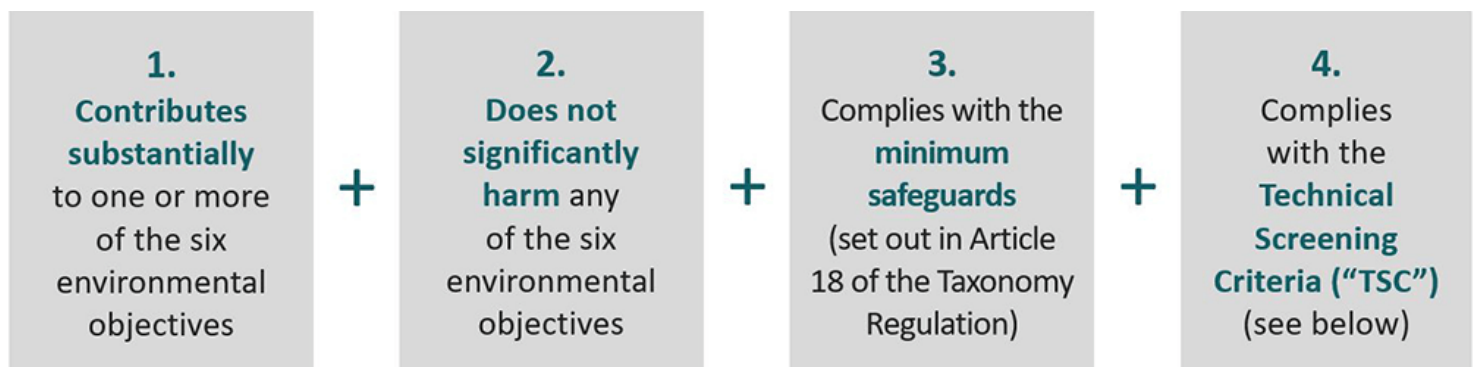 1.
Contributes
substantially
to one or more
of the six
environmental
objectives
+
2.
Does not
significantly
harm any
of the six
environmental
objectives
+
3.
Complies with the
minimum
safeguards
(set out in Article
18 of the Taxonomy
Regulation)
+
4.
Complies
with the
Technical
Screening
Criteria (“TSC”)
(see below)